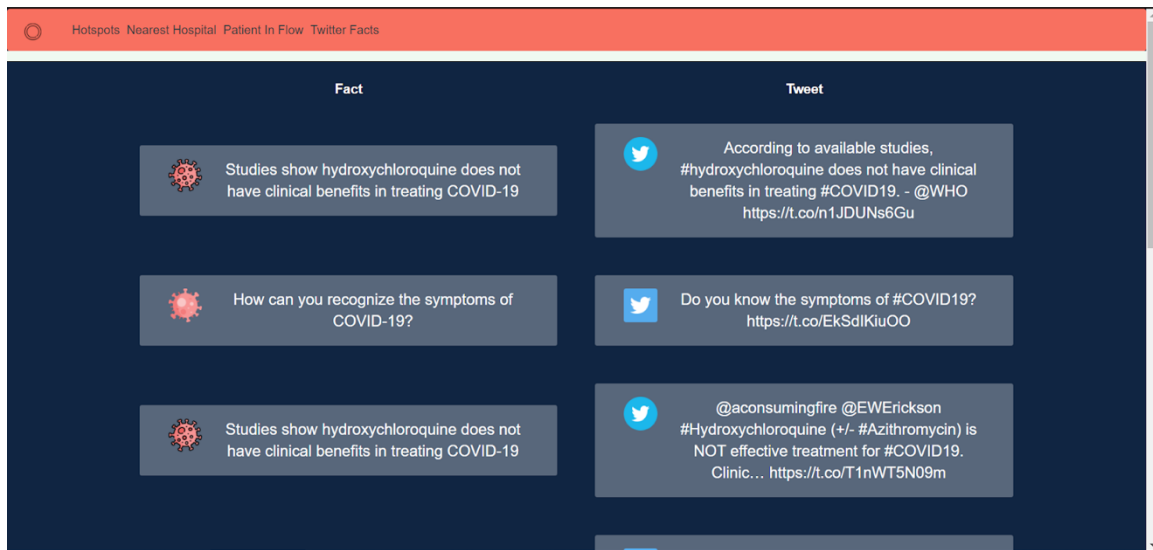 Hotspots Nearest Hospital Patient In Flow Twitter Facts
Fact
Tweet
Studies show hydroxychloroquine does not
have clinical benefits in treating COVID-19
According to available studies,
#hydroxychloroquine does not have clinical
benefits in treating #COVID19. - @WHO
https://t.co/n1JDUNs6Gu
How can you recognize the symptoms of
COVID-19?
Do you know the symptoms of #COVID19?
https://t.co/EkSdIKiuOO
Studies show hydroxychloroquine does not
have clinical benefits in treating COVID-19
@aconsumingfire @EWErickson
#Hydroxychloroquine (+/- #Azithromycin) is
NOT effective treatment for #COVID19.
Clinic… https://t.co/T1nWT5N09m